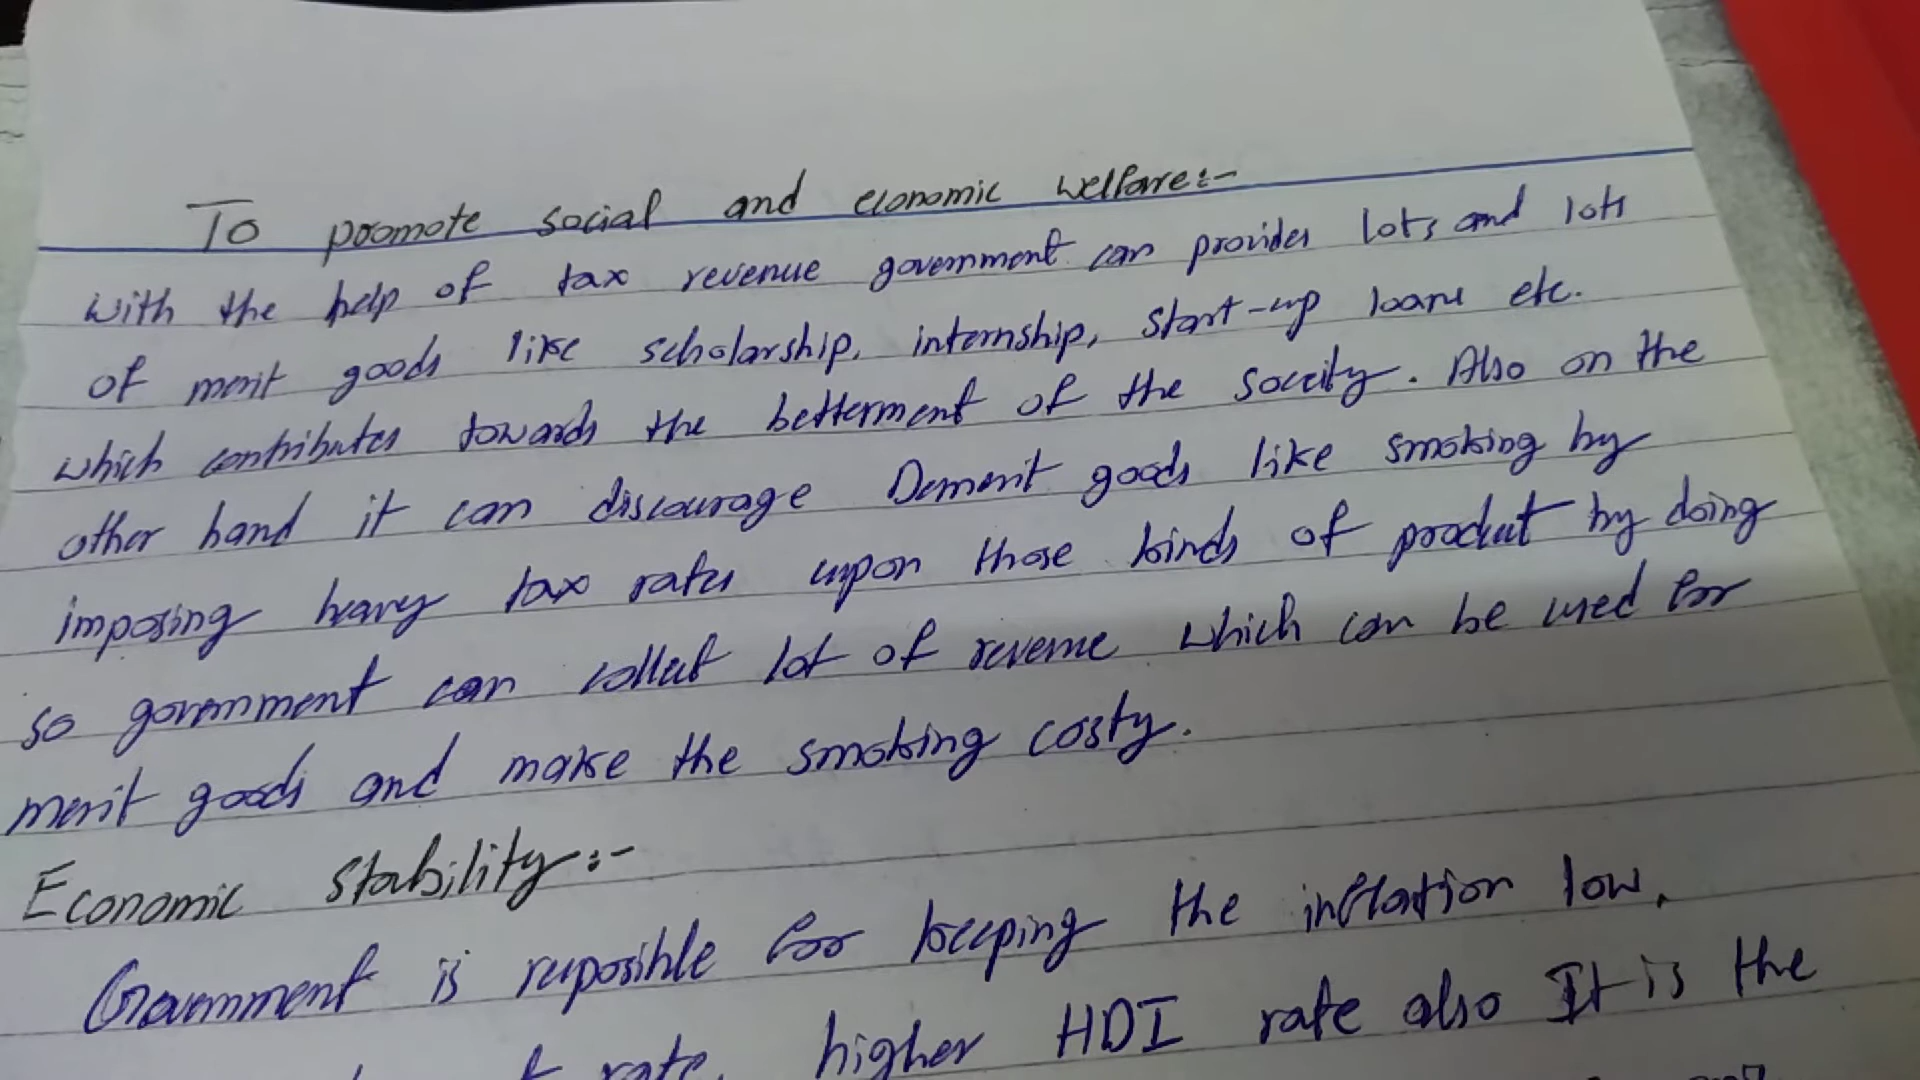 To promote social and economic welfare:-
with the help of tax revenue government can provides lots and lots
of merit goods like scholarship, internship, start-up loans etc.
which contributes towards the betterment of the soceity. Also on the
other hand it can discourage Demerit goods like smoking by
imposing heavy tax rates upon those kinds of product by doing
so government can collect lot of revenue which can be used for
merit goods and make the smoking costy.
Economic stability:-
Government is resposible for keeping the inflation low,
rate, higher HDI rate also It is the